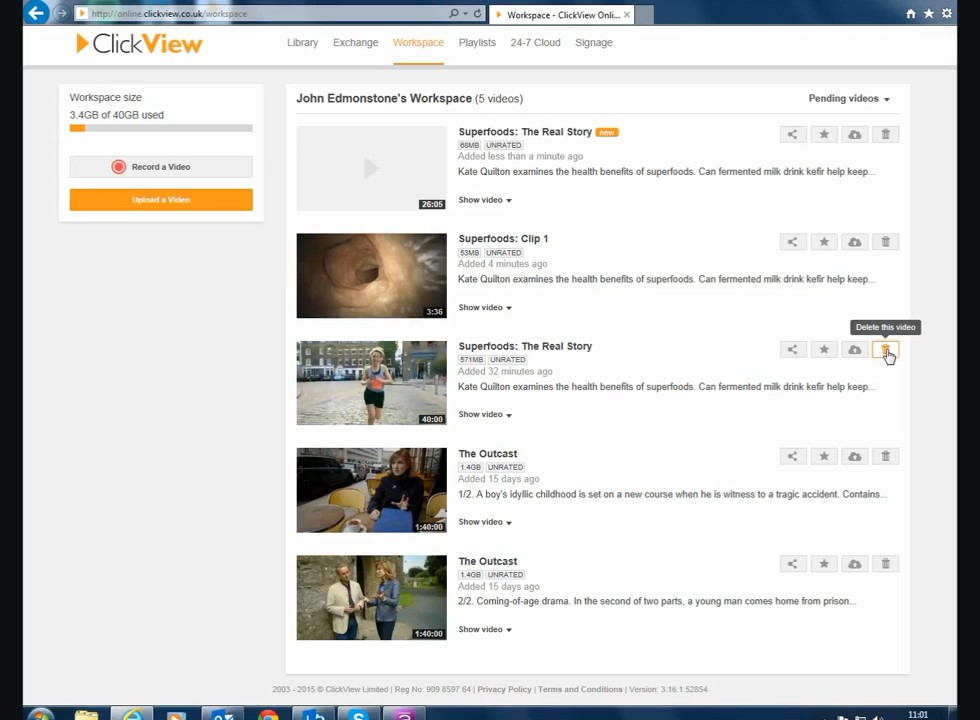 http://online.clickview.co.uk/workspace
Workspace - ClickView Onli...
ClickView
Library
Exchange
Workspace
Playlists
24-7 Cloud
Signage
Workspace size
3.4GB of 40GB used
Record a Video
Upload a Video
John Edmonstone's Workspace (5 videos)
Pending videos
Superfoods: The Real Story new
68MB UNRATED
Added less than a minute ago
Kate Quilton examines the health benefits of superfoods. Can fermented milk drink kefir help keep...
Show video
26:05
Superfoods: Clip 1
53MB UNRATED
Added 4 minutes ago
Kate Quilton examines the health benefits of superfoods. Can fermented milk drink kefir help keep...
Show video
3:36
Delete this video
Superfoods: The Real Story
571MB UNRATED
Added 32 minutes ago
Kate Quilton examines the health benefits of superfoods. Can fermented milk drink kefir help keep...
Show video
40:00
The Outcast
1.4GB UNRATED
Added 15 days ago
1/2. A boy's idyllic childhood is set on a new course when he is witness to a tragic accident. Contains...
Show video
1:40:00
The Outcast
1.4GB UNRATED
Added 15 days ago
2/2. Coming-of-age drama. In the second of two parts, a young man comes home from prison...
Show video
1:40:00
2003 - 2015 © ClickView Limited | Reg No: 909 8597 64 | Privacy Policy | Terms and Conditions | Version: 3.16.1.52854
11:01